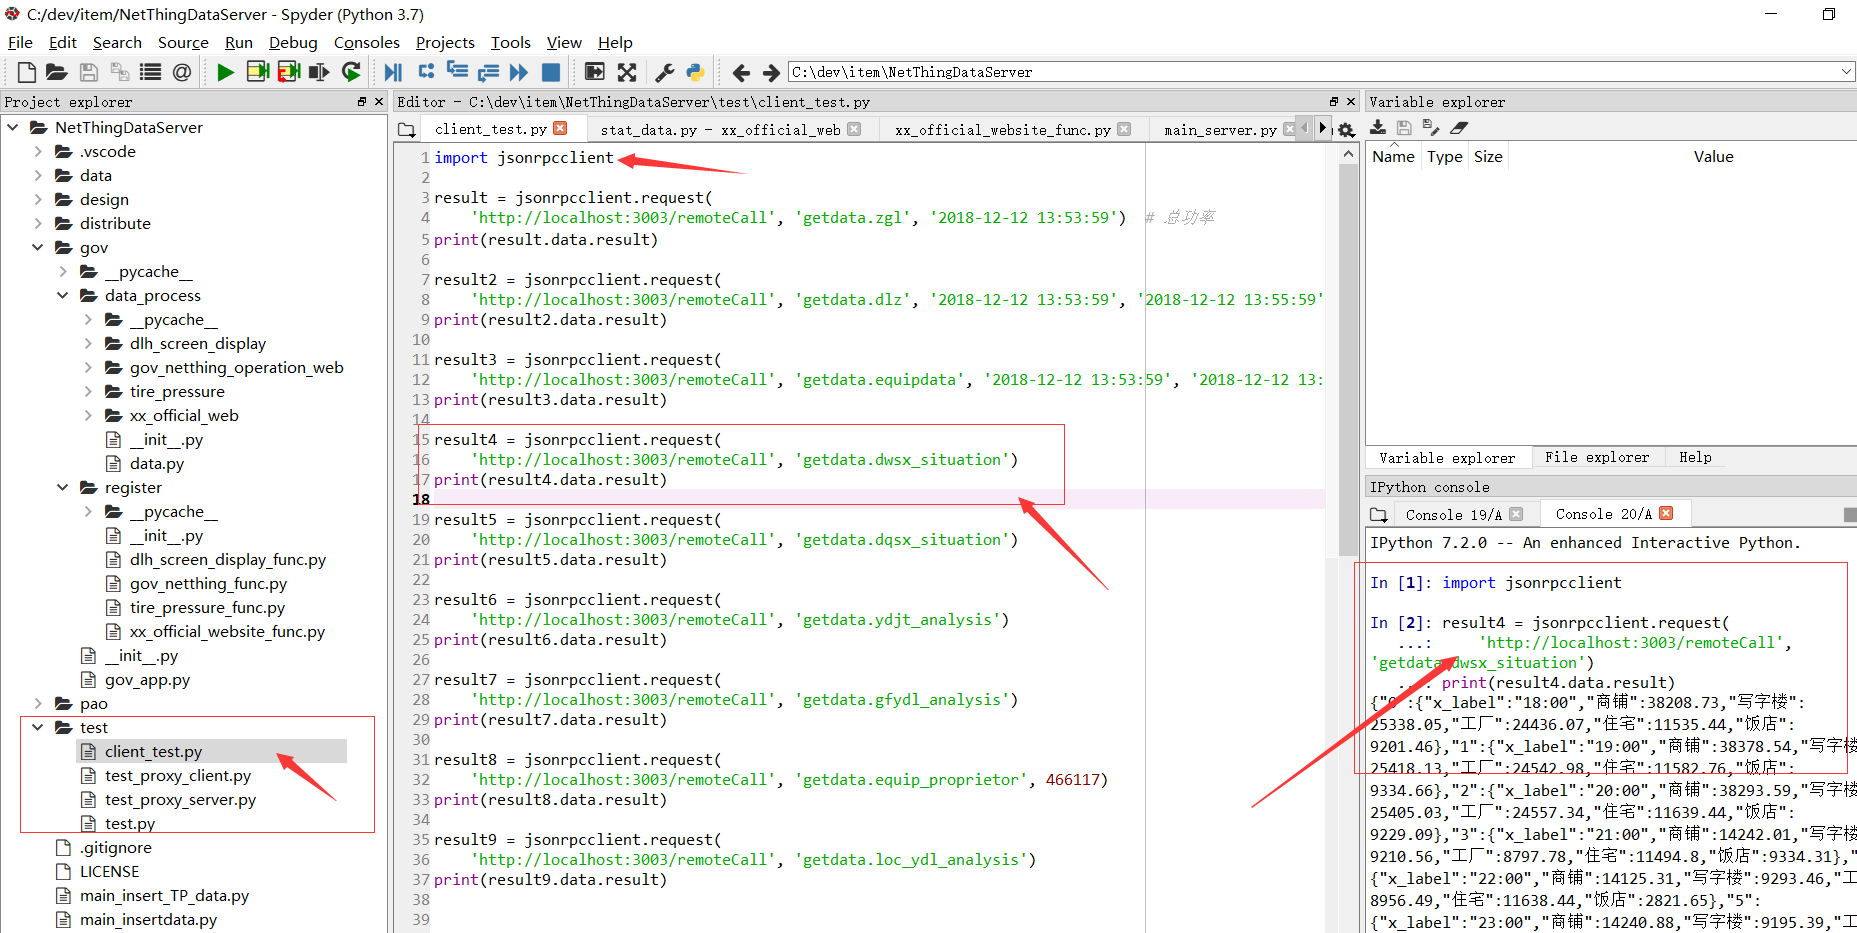 C:/dev/item/NetThingDataServer - Spyder (Python 3.7)
File Edit Search Source Run Debug Consoles Projects Tools View Help
C:\dev\item\NetThingDataServer
Project explorer
NetThingDataServer
.vscode
data
design
distribute
gov
__pycache__
data_process
__pycache__
dlh_screen_display
gov_netthing_operation_web
tire_pressure
xx_official_web
__init__.py
data.py
register
__pycache__
__init__.py
dlh_screen_display_func.py
gov_netthing_func.py
tire_pressure_func.py
xx_official_website_func.py
__init__.py
gov_app.py
pao
test
client_test.py
test_proxy_client.py
test_proxy_server.py
test.py
.gitignore
LICENSE
main_insert_TP_data.py
main_insertdata.py
Editor - C:\dev\item\NetThingDataServer\test\client_test.py
client_test.py stat_data.py - xx_official_web xx_official_website_func.py main_server.py
1 import jsonrpcclient
2
3 result = jsonrpcclient.request(
4 'http://localhost:3003/remoteCall', 'getdata.zgl', '2018-12-12 13:53:59') # 总功率
5 print(result.data.result)
6
7 result2 = jsonrpcclient.request(
8 'http://localhost:3003/remoteCall', 'getdata.dlz', '2018-12-12 13:53:59', '2018-12-12 13:55:59'
9 print(result2.data.result)
10
11 result3 = jsonrpcclient.request(
12 'http://localhost:3003/remoteCall', 'getdata.equipdata', '2018-12-12 13:53:59', '2018-12-12 13:
13 print(result3.data.result)
14
15 result4 = jsonrpcclient.request(
16 'http://localhost:3003/remoteCall', 'getdata.dwsx_situation')
17 print(result4.data.result)
18
19 result5 = jsonrpcclient.request(
20 'http://localhost:3003/remoteCall', 'getdata.dqsx_situation')
21 print(result5.data.result)
22
23 result6 = jsonrpcclient.request(
24 'http://localhost:3003/remoteCall', 'getdata.ydjt_analysis')
25 print(result6.data.result)
26
27 result7 = jsonrpcclient.request(
28 'http://localhost:3003/remoteCall', 'getdata.gfydl_analysis')
29 print(result7.data.result)
30
31 result8 = jsonrpcclient.request(
32 'http://localhost:3003/remoteCall', 'getdata.equip_proprietor', 466117)
33 print(result8.data.result)
34
35 result9 = jsonrpcclient.request(
36 'http://localhost:3003/remoteCall', 'getdata.loc_ydl_analysis')
37 print(result9.data.result)
38
39
Variable explorer
Name Type Size Value
Variable explorer File explorer Help
IPython console
Console 19/A Console 20/A
IPython 7.2.0 -- An enhanced Interactive Python.
In [1]: import jsonrpcclient
In [2]: result4 = jsonrpcclient.request(
...: 'http://localhost:3003/remoteCall',
'getdata.dwsx_situation')
...: print(result4.data.result)
{"0":{"x_label":"18:00","商铺":38208.73,"写字楼":
25338.05,"工厂":24436.07,"住宅":11535.44,"饭店":
9201.46},"1":{"x_label":"19:00","商铺":38378.54,"写字楼
25418.13,"工厂":24542.98,"住宅":11582.76,"饭店":
9334.66},"2":{"x_label":"20:00","商铺":38293.59,"写字楼
25405.03,"工厂":24557.34,"住宅":11639.44,"饭店":
9229.09},"3":{"x_label":"21:00","商铺":14242.01,"写字楼
9210.56,"工厂":8797.78,"住宅":11494.8,"饭店":9334.31},"
{"x_label":"22:00","商铺":14125.31,"写字楼":9293.46,"工
8956.49,"住宅":11638.44,"饭店":2821.65},"5":
{"x_label":"23:00","商铺":14240.88,"写字楼":9195.39,"工